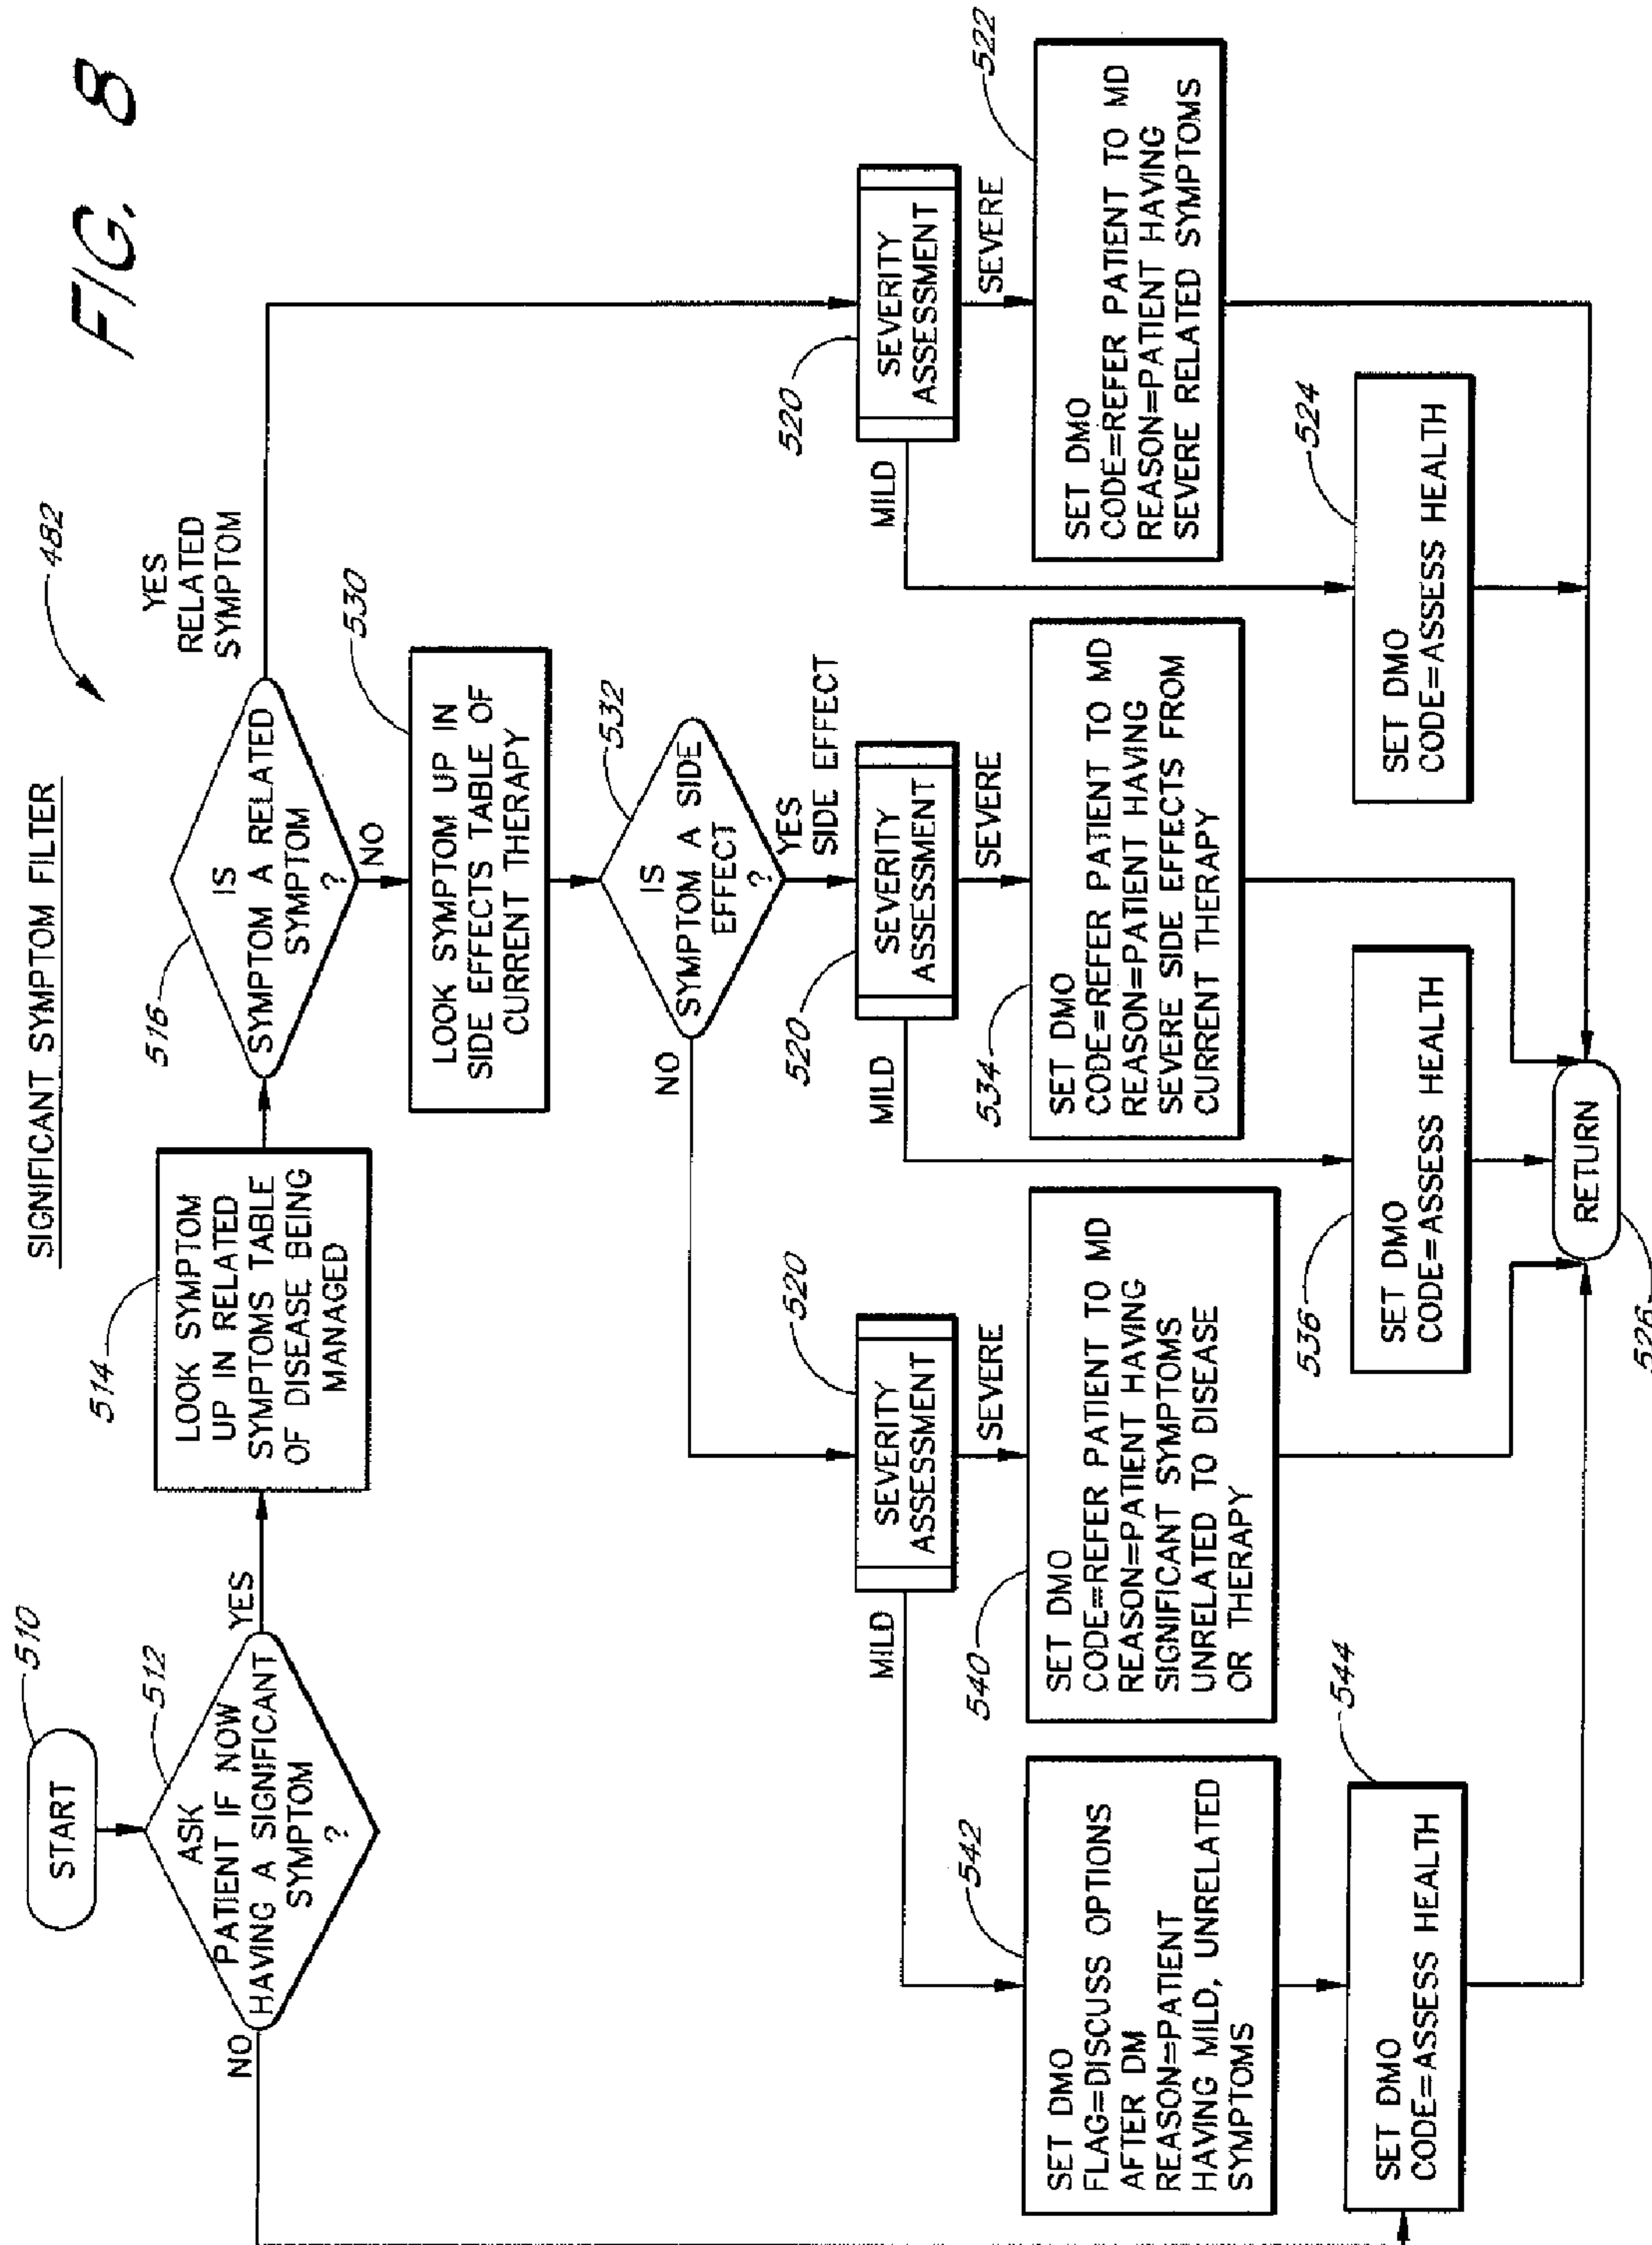 SIGNIFICANT SYMPTOM FILTER
FIG. 8
482
START
510
ASK
PATIENT IF NOW
HAVING A SIGNIFICANT
SYMPTOM
?
512
NO
YES
514
LOOK SYMPTOM
UP IN RELATED
SYMPTOMS TABLE
OF DISEASE BEING
MANAGED
516
IS
SYMPTOM A RELATED
SYMPTOM
?
YES
RELATED
SYMPTOM
NO
530
LOOK SYMPTOM UP IN
SIDE EFFECTS TABLE OF
CURRENT THERAPY
532
IS
SYMPTOM A SIDE
EFFECT
?
NO
YES
SIDE EFFECT
520
SEVERITY
ASSESSMENT
MILD
SEVERE
520
SEVERITY
ASSESSMENT
MILD
SEVERE
520
SEVERITY
ASSESSMENT
MILD
SEVERE
542
SET DMO
FLAG=DISCUSS OPTIONS
AFTER DM
REASON=PATIENT
HAVING MILD, UNRELATED
SYMPTOMS
540
SET DMO
CODE=REFER PATIENT TO MD
REASON=PATIENT HAVING
SIGNIFICANT SYMPTOMS
UNRELATED TO DISEASE
OR THERAPY
534
SET DMO
CODE=REFER PATIENT TO MD
REASON=PATIENT HAVING
SEVERE SIDE EFFECTS FROM
CURRENT THERAPY
522
SET DMO
CODE=REFER PATIENT TO MD
REASON=PATIENT HAVING
SEVERE RELATED SYMPTOMS
544
SET DMO
CODE=ASSESS HEALTH
536
SET DMO
CODE=ASSESS HEALTH
524
SET DMO
CODE=ASSESS HEALTH
RETURN
526